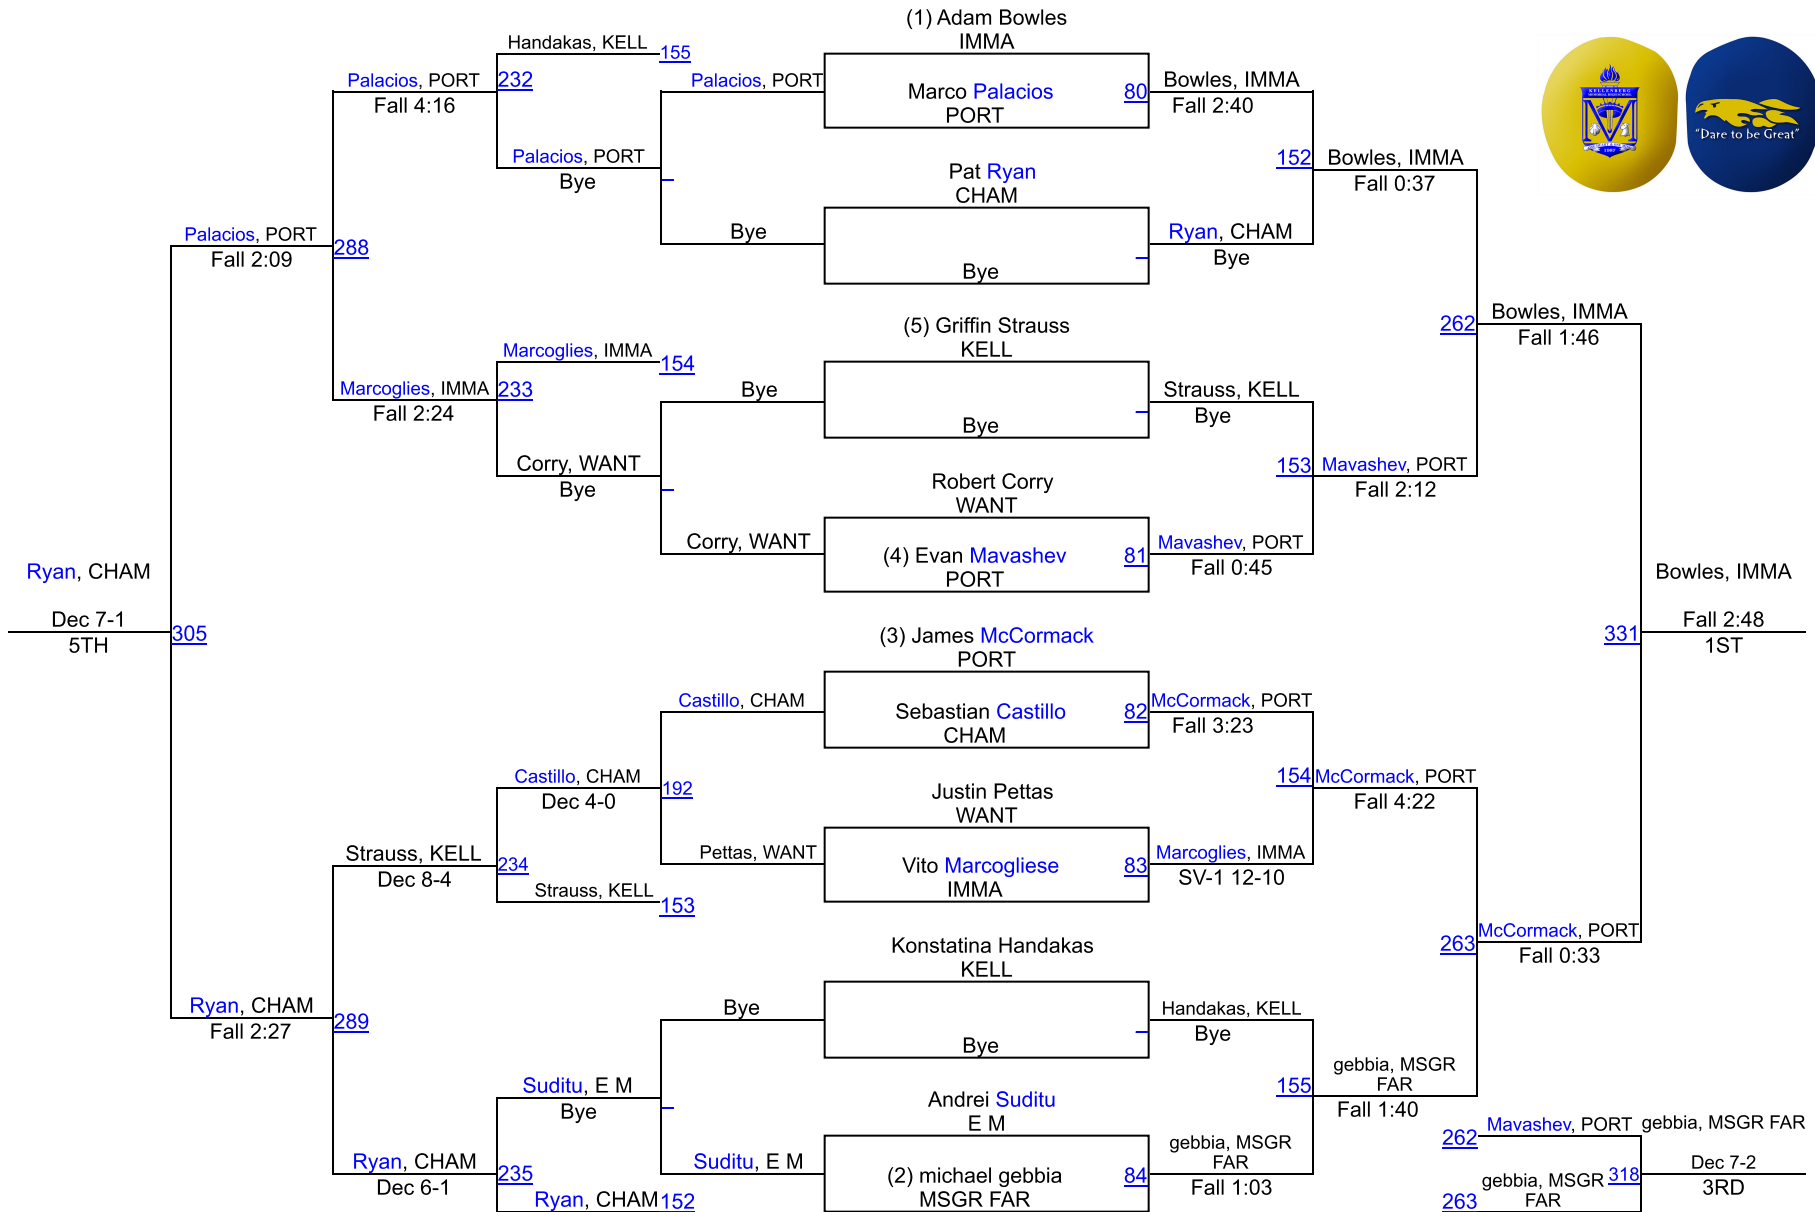 (1) Adam Bowles
IMMA
Handakas, KELL
155
Palacios, PORT
232
Fall 4:16
Palacios, PORT
Marco Palacios
80
PORT
Bowles, IMMA
Fall 2:40
KELLENBERG
MEMORIAL HIGH SCHOOL
1987
"Dare to be Great"
Palacios, PORT
Bye
Pat Ryan
CHAM
152
Bowles, IMMA
Fall 0:37
Palacios, PORT
288
Fall 2:09
Bye
Bye
Ryan, CHAM
Bye
(5) Griffin Strauss
KELL
262
Bowles, IMMA
Fall 1:46
Marcoglies, IMMA
154
Marcoglies, IMMA
233
Fall 2:24
Bye
Bye
Strauss, KELL
Bye
Corry, WANT
Bye
Robert Corry
WANT
153
Mavashev, PORT
Fall 2:12
Corry, WANT
(4) Evan Mavashev
81
PORT
Mavashev, PORT
Fall 0:45
Ryan, CHAM
Dec 7-1
5TH
305
Bowles, IMMA
Fall 2:48
1ST
331
(3) James McCormack
PORT
Castillo, CHAM
Sebastian Castillo
82
CHAM
McCormack, PORT
Fall 3:23
Castillo, CHAM
Dec 4-0
192
Justin Pettas
WANT
154
McCormack, PORT
Fall 4:22
Strauss, KELL
Dec 8-4
234
Pettas, WANT
Vito Marcogliese
83
IMMA
Marcoglies, IMMA
SV-1 12-10
Strauss, KELL
153
Konstatina Handakas
KELL
263
McCormack, PORT
Fall 0:33
Ryan, CHAM
Fall 2:27
289
Bye
Bye
Handakas, KELL
Bye
Suditu, E M
Bye
Andrei Suditu
E M
155
gebbia, MSGR
FAR
Fall 1:40
Ryan, CHAM
Dec 6-1
235
Suditu, E M
(2) michael gebbia
84
MSGR FAR
gebbia, MSGR
FAR
Fall 1:03
Ryan, CHAM
152
262
Mavashev, PORT
gebbia, MSGR FAR
263
gebbia, MSGR
FAR
318
Dec 7-2
3RD